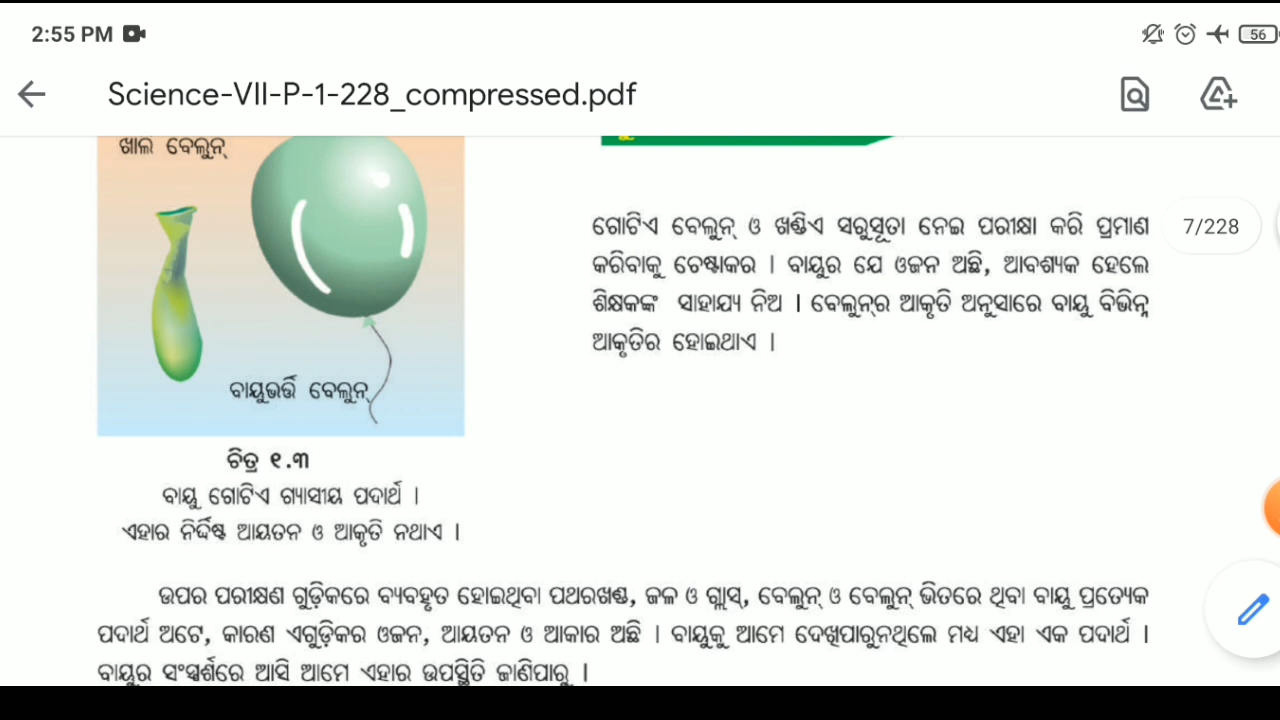 2:55 PM
56
Science-VII-P-1-228_compressed.pdf
ଖାଲି ବେଲୁନ୍
ବାୟୁଭର୍ତ୍ତି ବେଲୁନ୍
ଚିତ୍ର ୧.୩
ବାୟୁ ଗୋଟିଏ ଗ୍ୟାସୀୟ ପଦାର୍ଥ ।
ଏହାର ନିର୍ଦ୍ଦିଷ୍ଟ ଆୟତନ ଓ ଆକୃତି ନଥାଏ ।
ଗୋଟିଏ ବେଲୁନ୍ ଓ ଖଣ୍ଡିଏ ସରୁସୂତା ନେଇ ପରୀକ୍ଷା କରି ପ୍ରମାଣ
କରିବାକୁ ଚେଷ୍ଟାକର । ବାୟୁର ଯେ ଓଜନ ଅଛି, ଆବଶ୍ୟକ ହେଲେ
ଶିକ୍ଷକଙ୍କ ସାହାଯ୍ୟ ନିଅ । ବେଲୁନ୍‌ର ଆକୃତି ଅନୁସାରେ ବାୟୁ ବିଭିନ୍ନ
ଆକୃତିର ହୋଇଥାଏ ।
7/228
ଉପର ପରୀକ୍ଷଣ ଗୁଡ଼ିକରେ ବ୍ୟବହୃତ ହୋଇଥିବା ପଥରଖଣ୍ଡ, ଜଳ ଓ ଗ୍ଲାସ୍, ବେଲୁନ୍ ଓ ବେଲୁନ୍ ଭିତରେ ଥିବା ବାୟୁ ପ୍ରତ୍ୟେକ
ପଦାର୍ଥ ଅଟେ, କାରଣ ଏଗୁଡ଼ିକର ଓଜନ, ଆୟତନ ଓ ଆକାର ଅଛି । ବାୟୁକୁ ଆମେ ଦେଖିପାରୁନଥିଲେ ମଧ୍ୟ ଏହା ଏକ ପଦାର୍ଥ ।
ବାୟୁର ସଂସ୍ପର୍ଶରେ ଆସି ଆମେ ଏହାର ଉପସ୍ଥିତି ଜାଣିପାରୁ ।